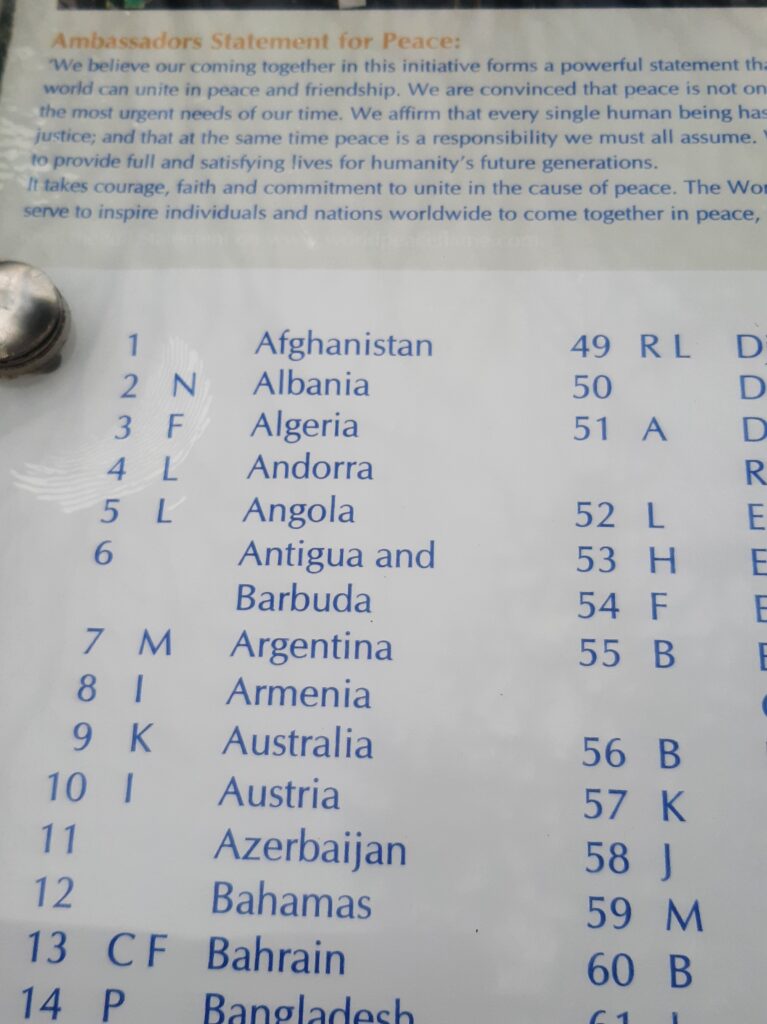 Ambassadors Statement for Peace:
'We believe our coming together in this initiative forms a powerful statement
world can unite in peace and friendship. We are convinced that peace is not
the most urgent needs of our time. We affirm that every single human being has
justice; and that at the same time peace is a responsibility we must all assume.
to provide full and satisfying lives for humanity's future generations.
It takes courage, faith and commitment to unite in the cause of peace. The
serve to inspire individuals and nations worldwide to come together in peace,
statement on www.worldpeaceflame.com
1 Afghanistan 49 R L D
2 N Albania 50 D
3 F Algeria 51 A D
4 L Andorra R
5 L Angola 52 L E
6 Antigua and 53 H E
Barbuda 54 F E
7 M Argentina 55 B E
8 I Armenia
9 K Australia 56 B
10 I Austria 57 K
11 Azerbaijan 58 J
12 Bahamas 59 M
13 C F Bahrain 60 B
14 P Bangladesh 61